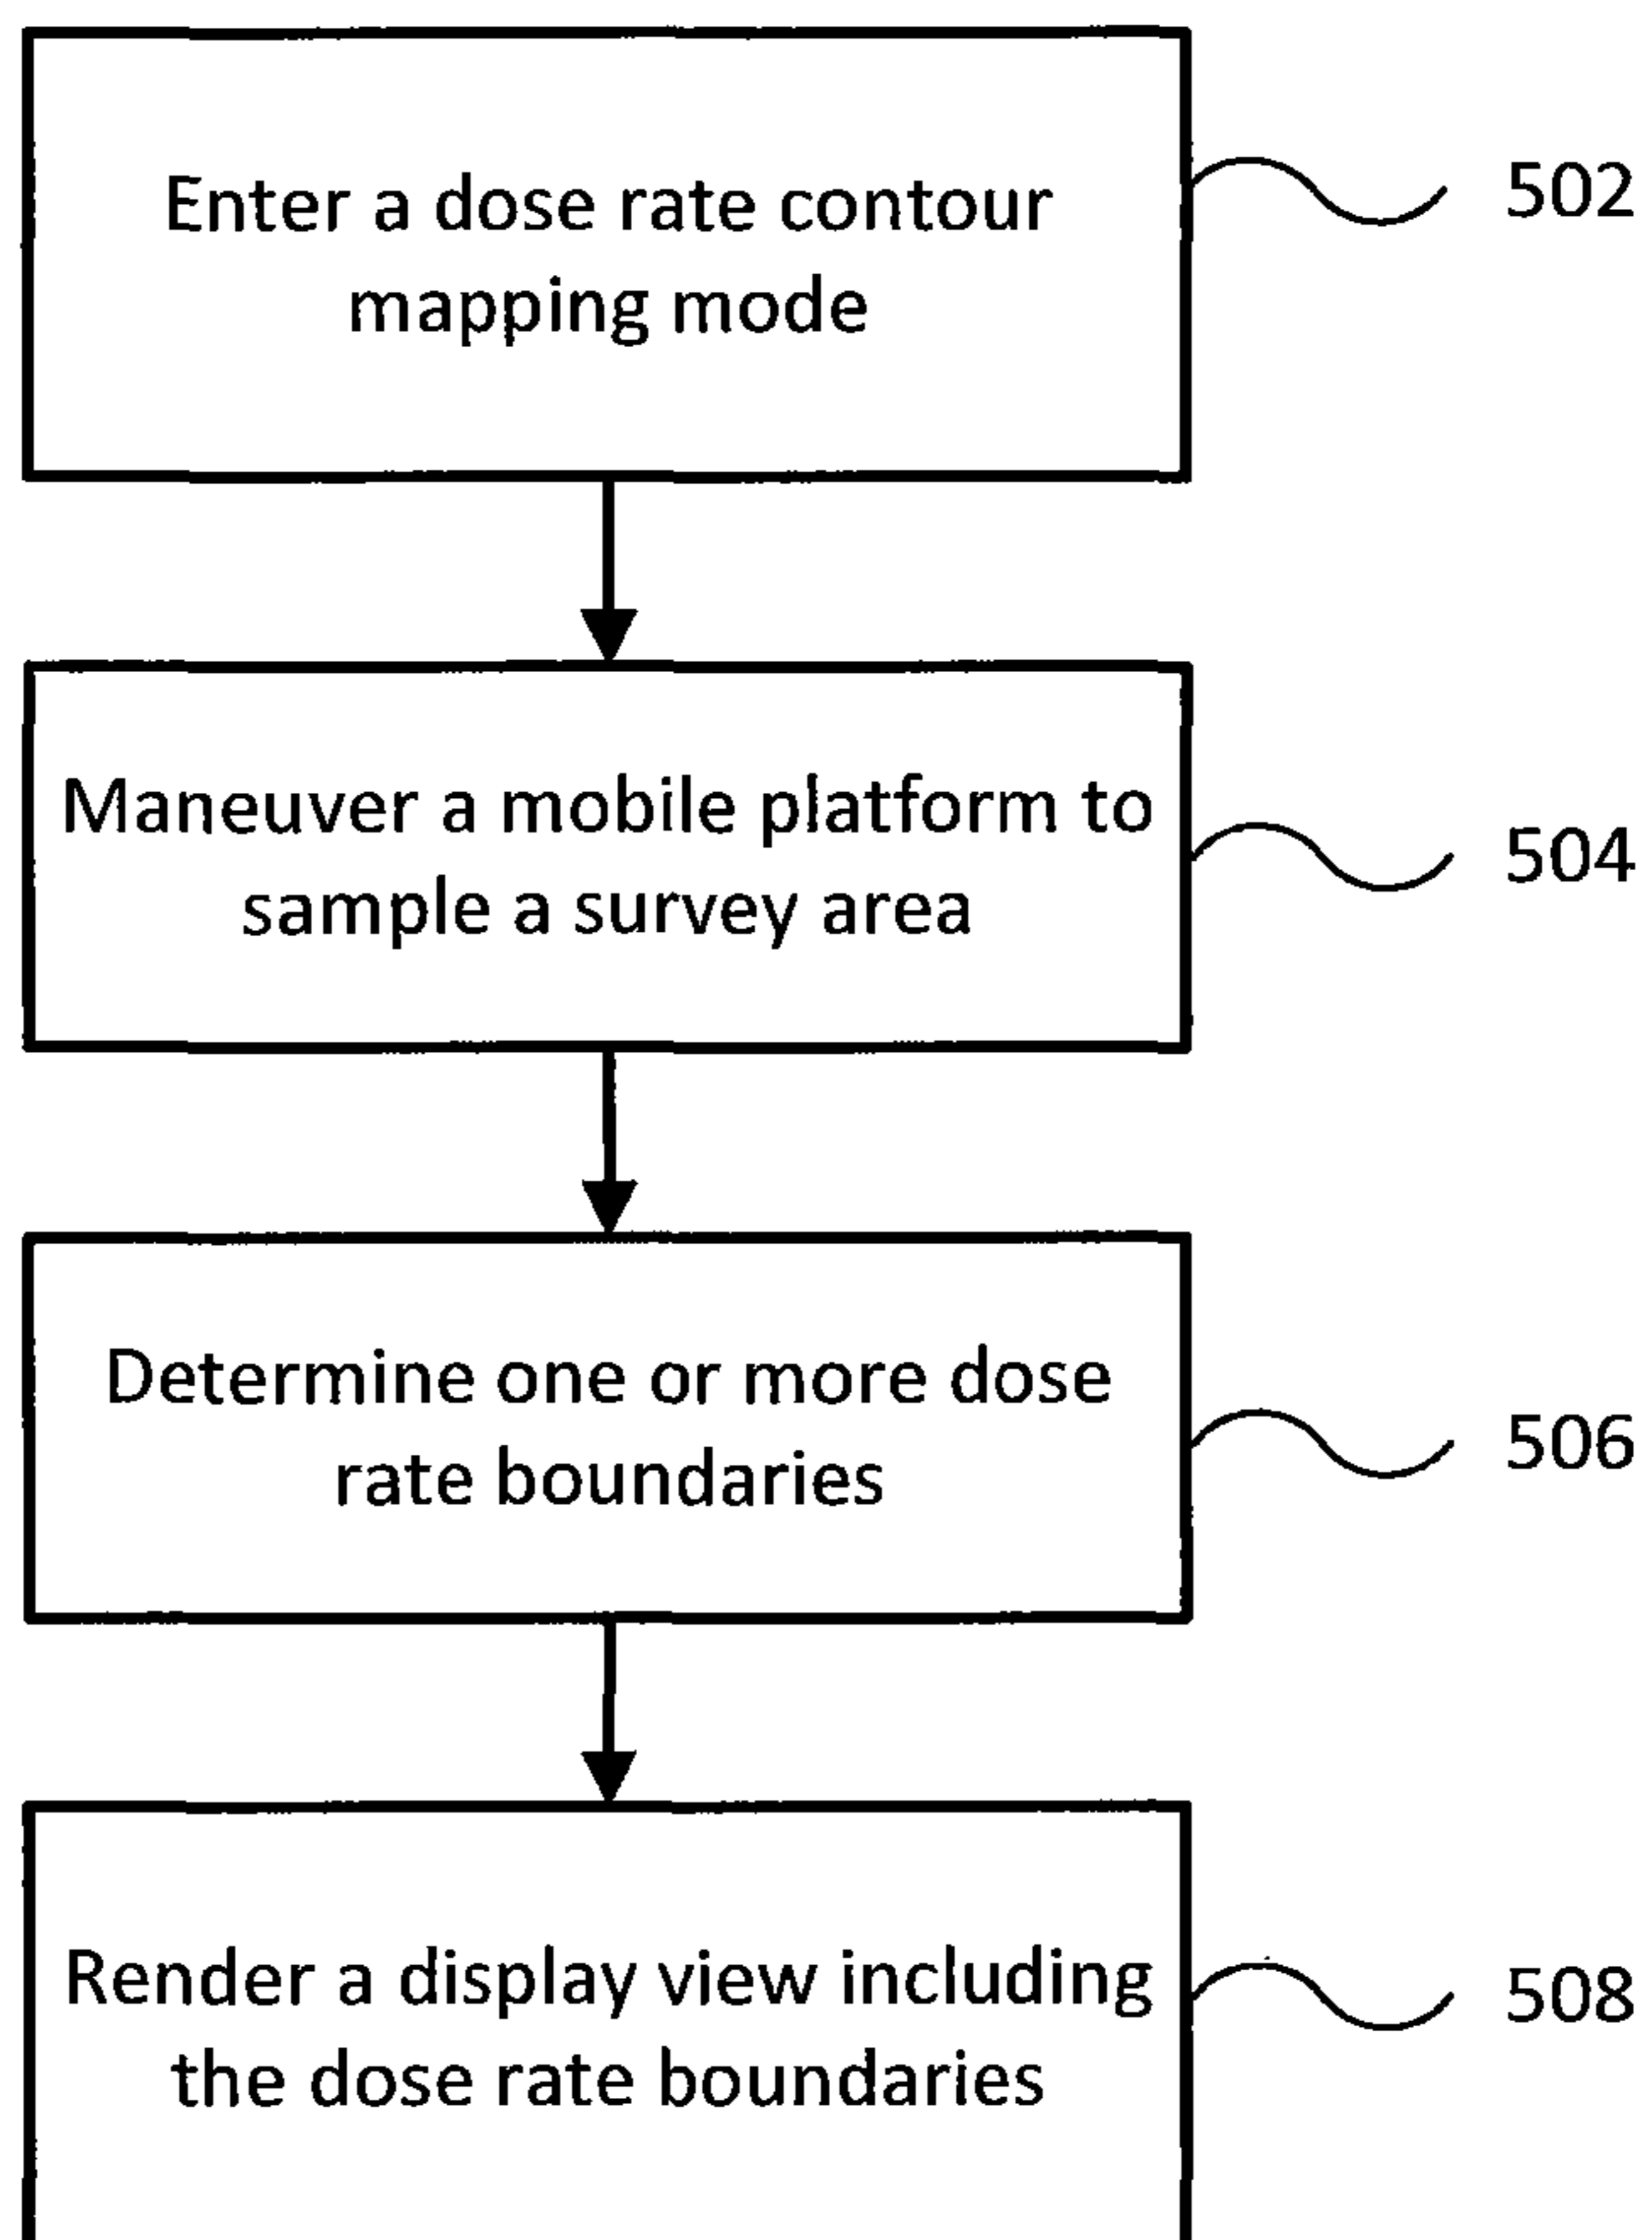 Enter a dose rate contour
mapping mode
502
Maneuver a mobile platform to
sample a survey area
504
Determine one or more dose
rate boundaries
506
Render a display view including
the dose rate boundaries
508